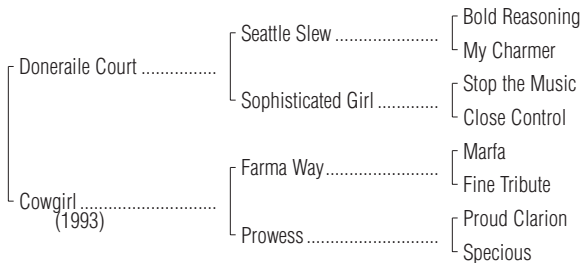 Bold Reasoning
Seattle Slew ........................
My Charmer
Doneraile Court .................
Stop the Music
Sophisticated Girl ..............
Close Control
Marfa
Farma Way..........................
Fine Tribute
Cowgirl ...............................
(1993)
Proud Clarion
Prowess ..............................
Specious